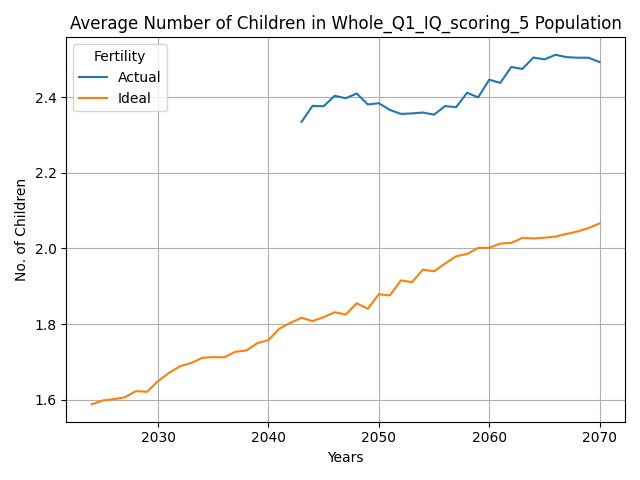 Average Number of Children in Whole_Q1_IQ_scoring_5 Population
Fertility
Actual
Ideal
No. of Children
2.4
2.2
2.0
1.8
1.6
2030 2040 2050 2060 2070
Years